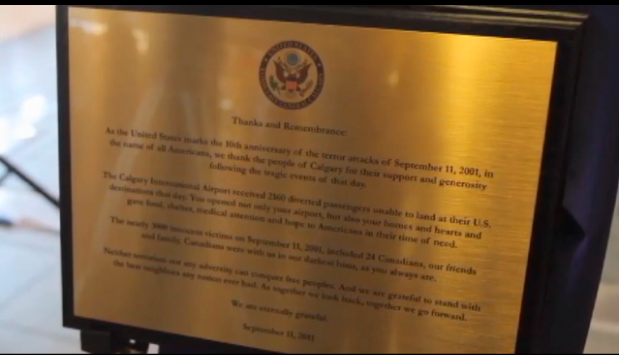 Thanks and Remembrance:
As the United States marks the 10th anniversary of the terror attacks of September 11, 2001, in
the name of all Americans, we thank the people of Calgary for their support and generosity
following the tragic events of that day.
The Calgary International Airport received 2160 diverted passengers unable to land at their U.S.
destinations that day. You opened not only your airport, but also your homes and hearts and
gave food, shelter, medical attention and hope to Americans in their time of need.
The nearly 3000 innocent victims on September 11, 2001, included 24 Canadians, our friends
and family. Canadians were with us in our darkest hour, as you always are.
Neither terrorism nor any adversity can conquer free peoples. And we are grateful to stand with
the best neighbors any nation ever had. As together we look back, together we go forward.
We are eternally grateful.
September 11, 2011